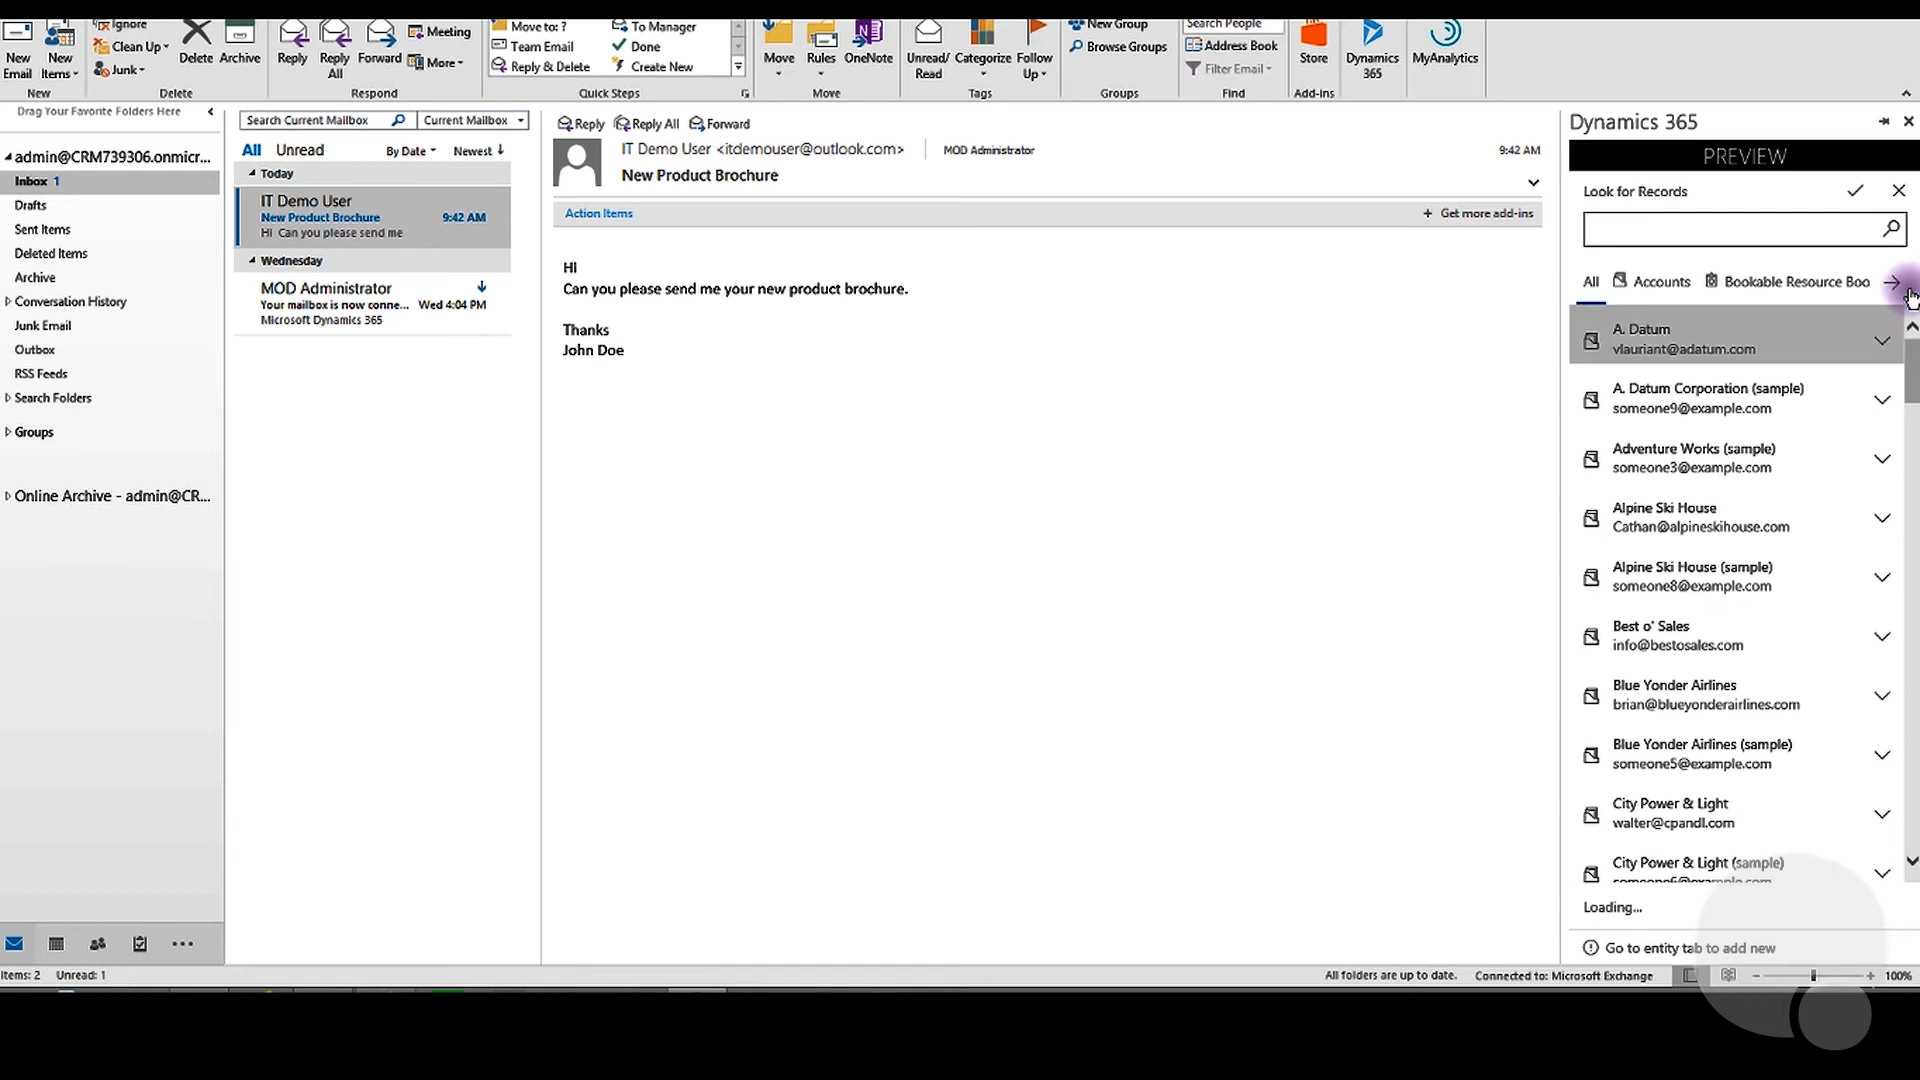 New
Email
New
Items
New
Ignore
Clean Up
Junk
Delete
Archive
Delete
Reply
Reply
All
Forward
Meeting
More
Respond
Move to: ?
Team Email
Reply & Delete
To Manager
Done
Create New
Quick Steps
Move
Rules
OneNote
Move
Unread/
Read
Categorize
Follow
Up
Tags
New Group
Browse Groups
Groups
Search People
Address Book
Filter Email
Find
Store
Add-ins
Dynamics
365
MyAnalytics
Drag Your Favorite Folders Here
admin@CRM739306.onmicr...
Inbox 1
Drafts
Sent Items
Deleted Items
Archive
Conversation History
Junk Email
Outbox
RSS Feeds
Search Folders
Groups
Online Archive - admin@CR...
Search Current Mailbox
Current Mailbox
All Unread
By Date Newest
Today
IT Demo User
New Product Brochure 9:42 AM
Hi Can you please send me
Wednesday
MOD Administrator
Your mailbox is now conne... Wed 4:04 PM
Microsoft Dynamics 365
Reply Reply All Forward
IT Demo User <itdemouser@outlook.com> MOD Administrator 9:42 AM
New Product Brochure
Action Items + Get more add-ins
Hi
Can you please send me your new product brochure.
Thanks
John Doe
Dynamics 365
PREVIEW
Look for Records
All Accounts Bookable Resource Boo
A. Datum
vlauriant@adatum.com
A. Datum Corporation (sample)
someone9@example.com
Adventure Works (sample)
someone3@example.com
Alpine Ski House
Cathan@alpineskihouse.com
Alpine Ski House (sample)
someone8@example.com
Best o' Sales
info@bestosales.com
Blue Yonder Airlines
brian@blueyonderairlines.com
Blue Yonder Airlines (sample)
someone5@example.com
City Power & Light
walter@cpandl.com
City Power & Light (sample)
someone6@example.com
Loading...
Go to entity tab to add new
Items: 2 Unread: 1
All folders are up to date. Connected to: Microsoft Exchange
100%